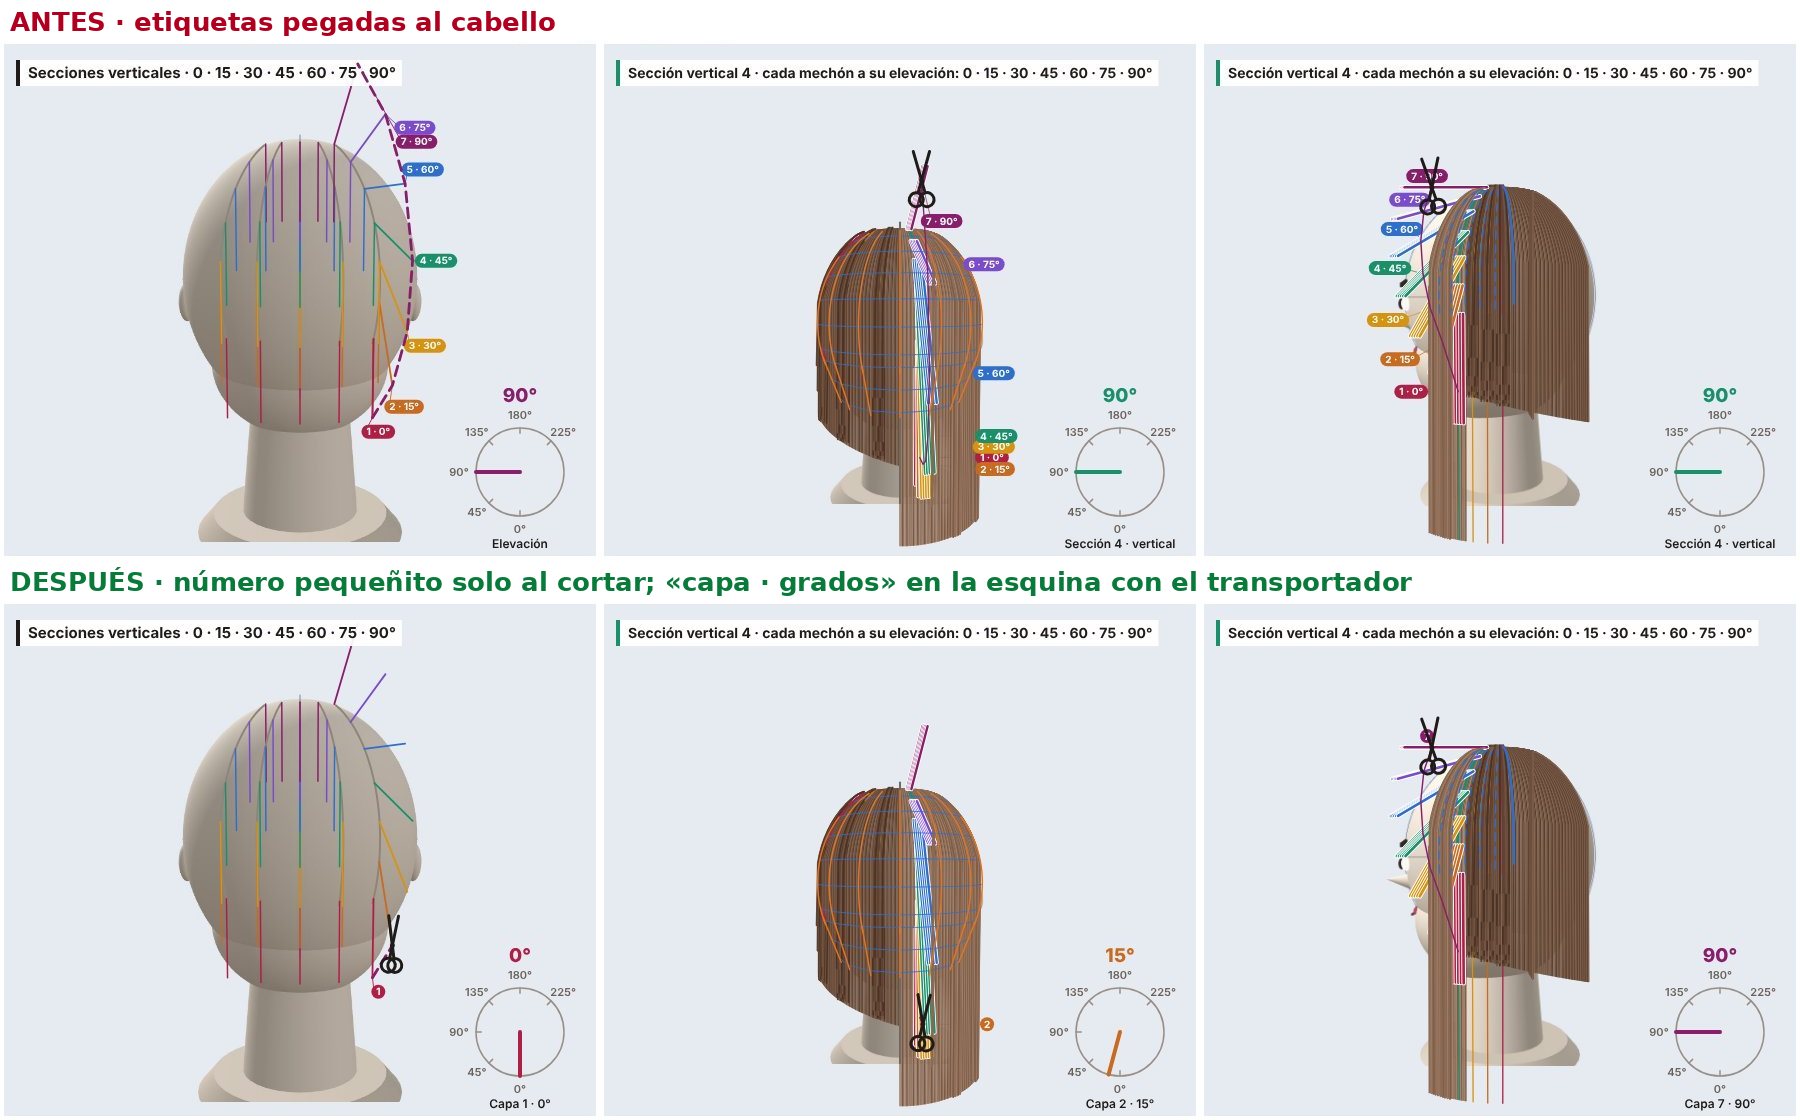 ANTES · etiquetas pegadas al cabello
Secciones verticales · 0 · 15 · 30 · 45 · 60 · 75 · 90°
6 · 75°
7 · 90°
5 · 60°
4 · 45°
3 · 30°
2 · 15°
1 · 0°
90°
180°
135°
225°
90°
45°
0°
Elevación
Sección vertical 4 · cada mechón a su elevación: 0 · 15 · 30 · 45 · 60 · 75 · 90°
7 · 90°
6 · 75°
5 · 60°
4 · 45°
3 · 30°
1 · 0°
2 · 15°
90°
180°
135°
225°
90°
45°
0°
Sección 4 · vertical
Sección vertical 4 · cada mechón a su elevación: 0 · 15 · 30 · 45 · 60 · 75 · 90°
7 · 90°
6 · 75°
5 · 60°
4 · 45°
3 · 30°
2 · 15°
1 · 0°
90°
180°
135°
225°
90°
45°
0°
Sección 4 · vertical
DESPUÉS · número pequeñito solo al cortar; «capa · grados» en la esquina con el transportador
Secciones verticales · 0 · 15 · 30 · 45 · 60 · 75 · 90°
1
0°
180°
135°
225°
90°
45°
0°
Capa 1 · 0°
Sección vertical 4 · cada mechón a su elevación: 0 · 15 · 30 · 45 · 60 · 75 · 90°
2
15°
180°
135°
225°
90°
45°
0°
Capa 2 · 15°
Sección vertical 4 · cada mechón a su elevación: 0 · 15 · 30 · 45 · 60 · 75 · 90°
90°
180°
135°
225°
90°
45°
0°
Capa 7 · 90°